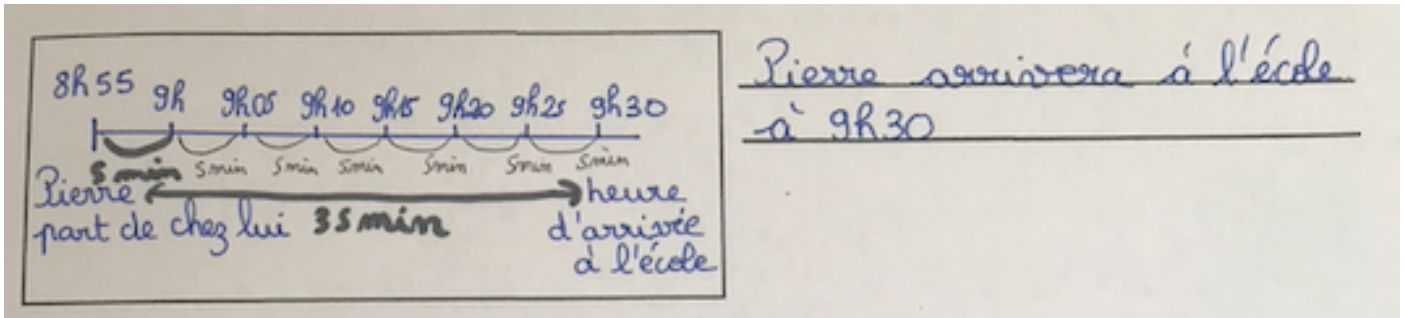 8h55 9h 9h05 9h10 9h15 9h20 9h25 9h30
5 min 5min 5min 5min 5min 5min 5min
Pierre heure
part de chez lui 35 min d'arrivée
à l'école
Pierre arrivera à l'école
à 9h30